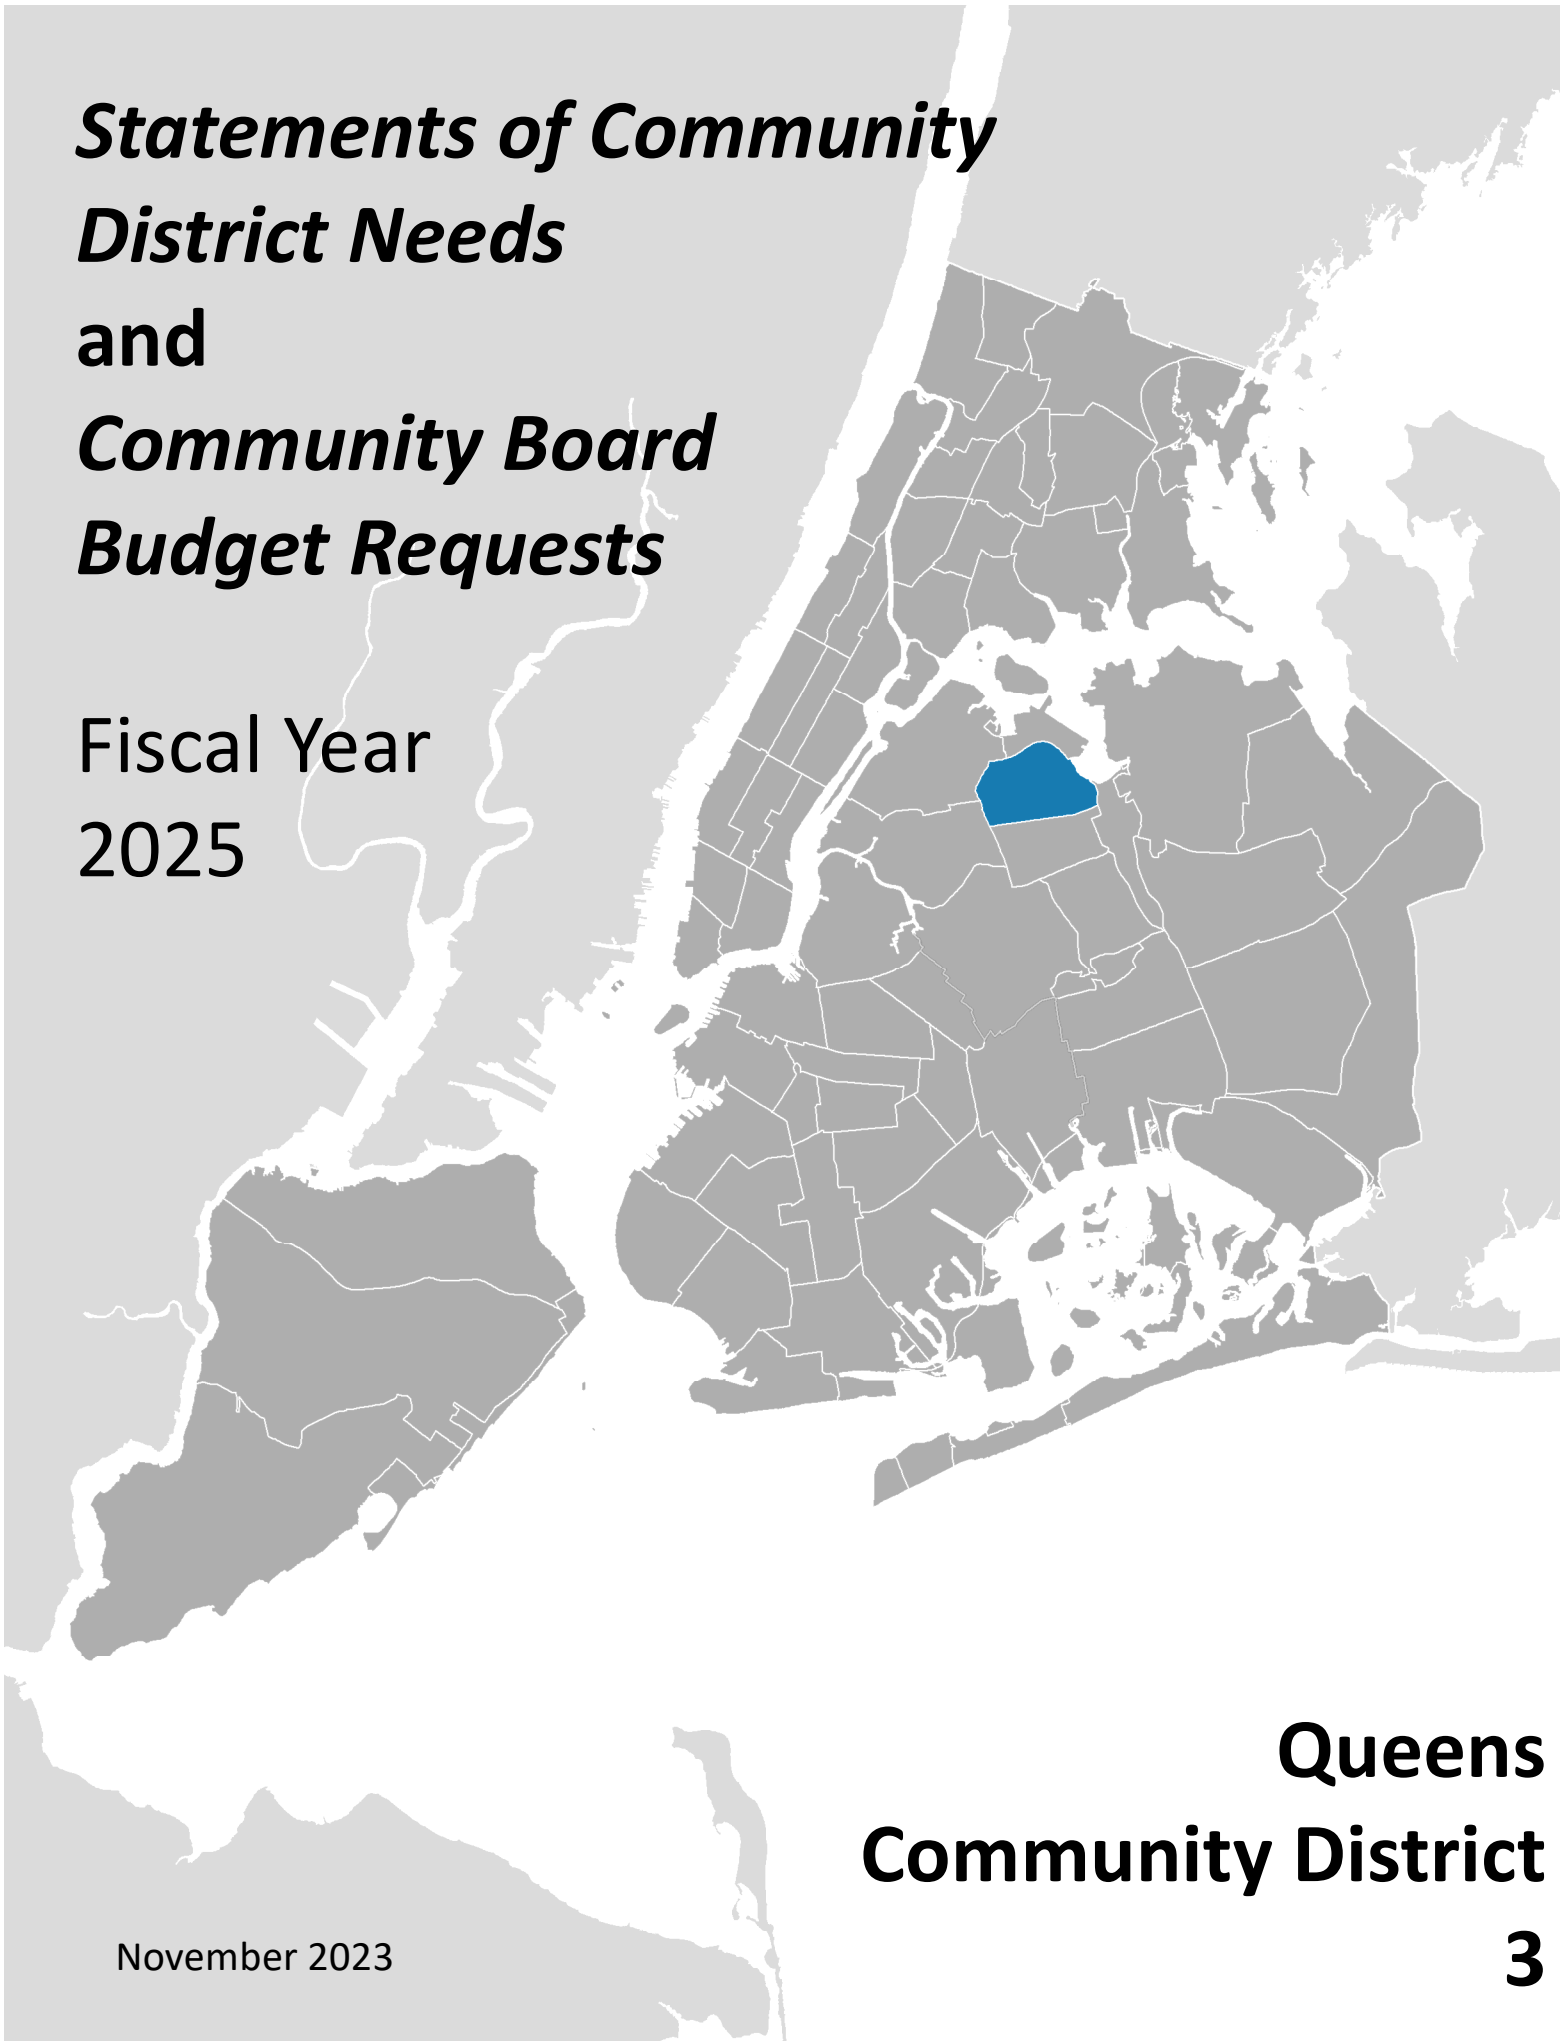 Statements of Community
District Needs
and
Community Board
Budget Requests
Fiscal Year
2025
Queens
Community District
3
November 2023